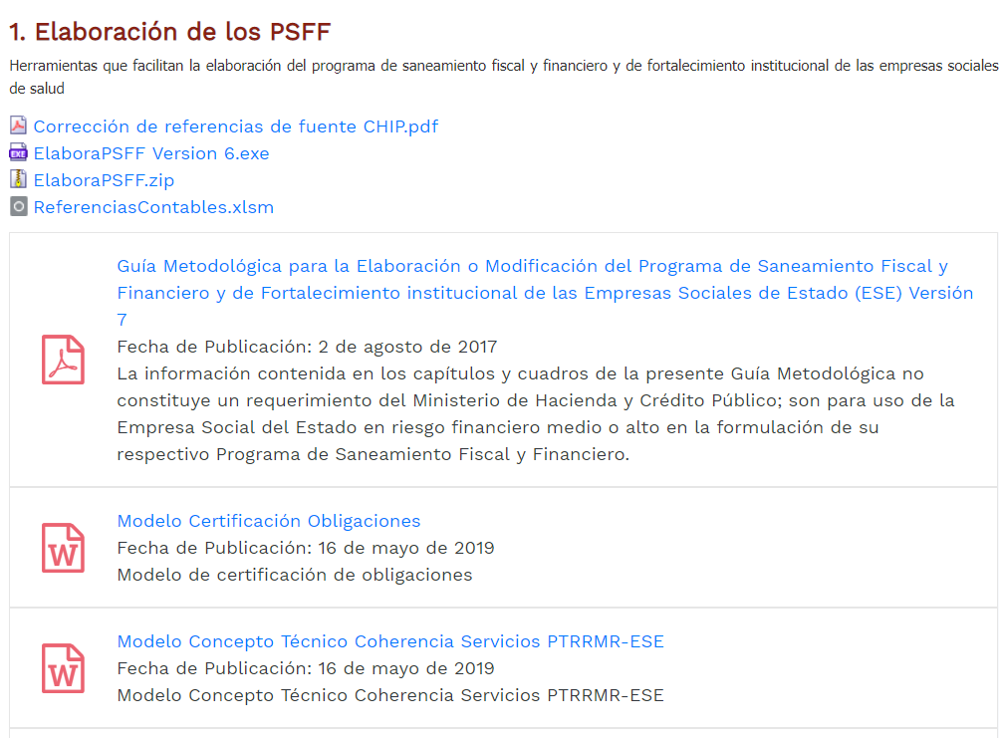 1. Elaboración de los PSFF
Herramientas que facilitan la elaboración del programa de saneamiento fiscal y financiero y de fortalecimiento institucional de las empresas sociales
de salud
Corrección de referencias de fuente CHIP.pdf
EXE ElaboraPSFF Version 6.exe
ElaboraPSFF.zip
ReferenciasContables.xlsm
Guía Metodológica para la Elaboración o Modificación del Programa de Saneamiento Fiscal y
Financiero y de Fortalecimiento institucional de las Empresas Sociales de Estado (ESE) Versión
7
Fecha de Publicación: 2 de agosto de 2017
La información contenida en los capítulos y cuadros de la presente Guía Metodológica no
constituye un requerimiento del Ministerio de Hacienda y Crédito Público; son para uso de la
Empresa Social del Estado en riesgo financiero medio o alto en la formulación de su
respectivo Programa de Saneamiento Fiscal y Financiero.
W
Modelo Certificación Obligaciones
Fecha de Publicación: 16 de mayo de 2019
Modelo de certificación de obligaciones
W
Modelo Concepto Técnico Coherencia Servicios PTRRMR-ESE
Fecha de Publicación: 16 de mayo de 2019
Modelo Concepto Técnico Coherencia Servicios PTRRMR-ESE